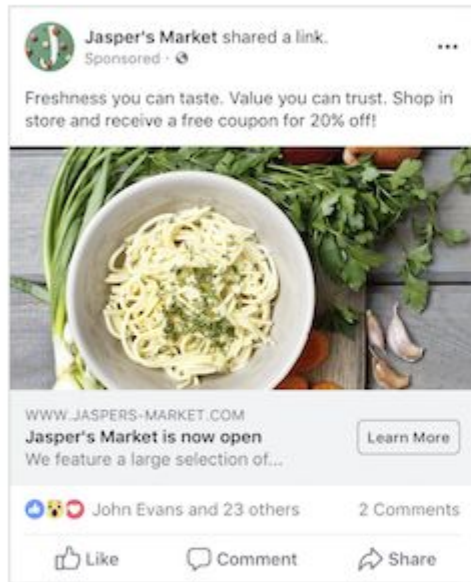 Jasper's Market shared a link.
Sponsored ·
Freshness you can taste. Value you can trust. Shop in
store and receive a free coupon for 20% off!
WWW.JASPERS-MARKET.COM
Jasper's Market is now open
We feature a large selection of...
Learn More
John Evans and 23 others
2 Comments
Like
Comment
Share